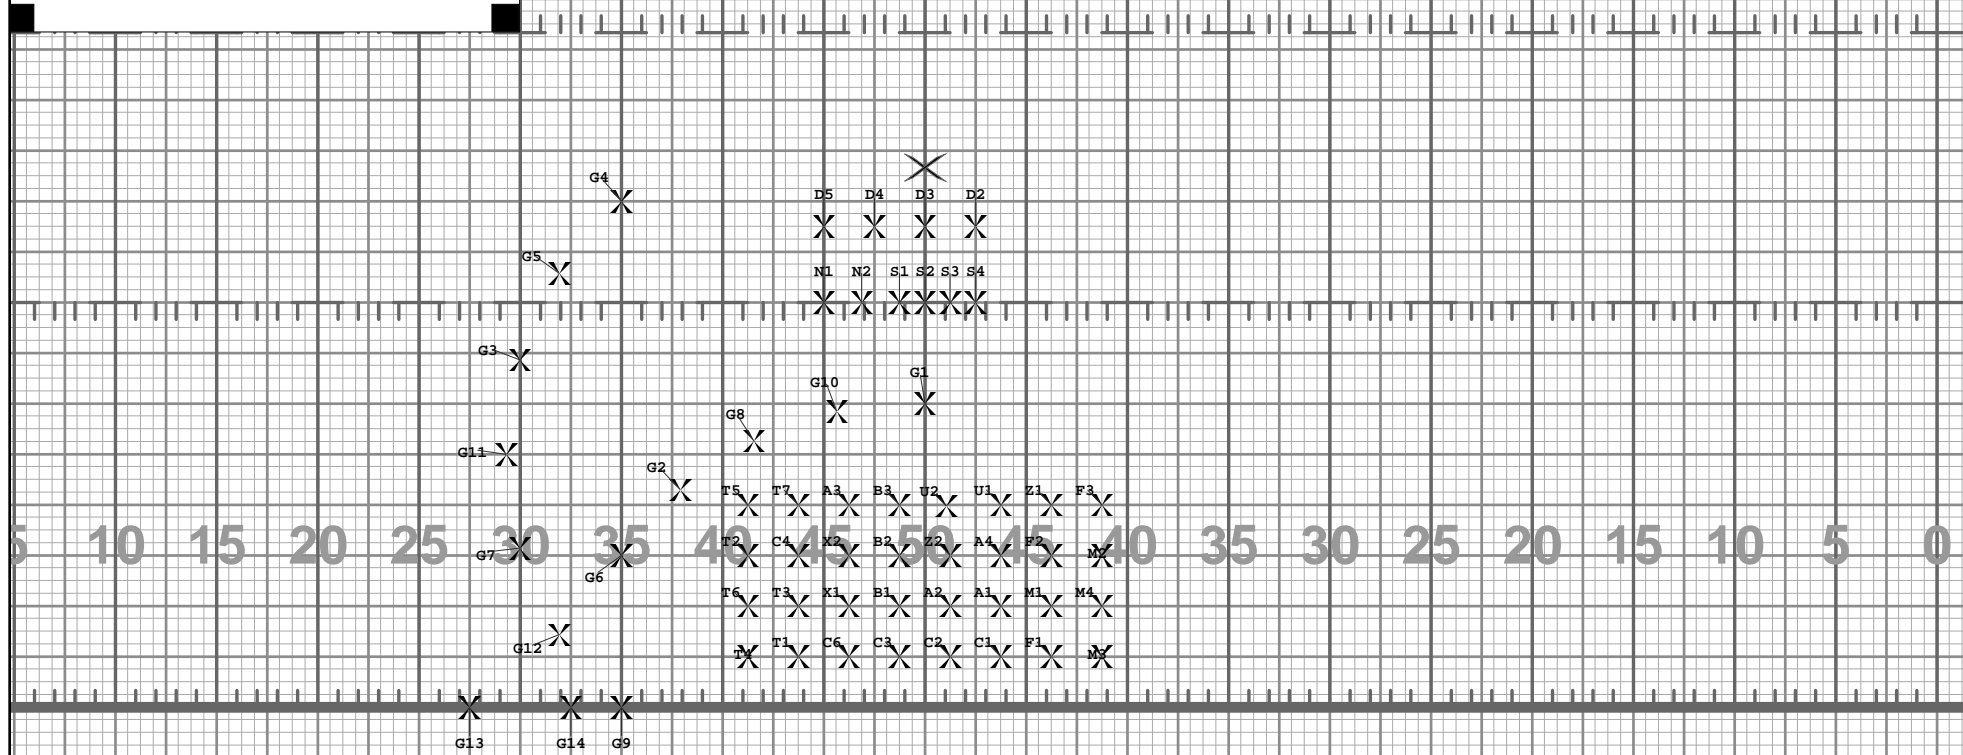 G4
D5 D4 D3 D2
G5
N1 N2 S1 S2 S3 S4
G3
G1
G10
G8
G11
G2
T5 T7 A3 B3 U2 U1 Z1 F3
5 10 15 20 25 30 35 40 45 50 45 40 35 30 25 20 15 10 5 0
T2 C4 X2 B2 Z2 A4 F2 M2
G7
G6
T6 T3 X1 B1 A2 A1 M1 M4
G12
T4 T1 C6 C3 C2 C1 F1 M3
G13 G14 G9